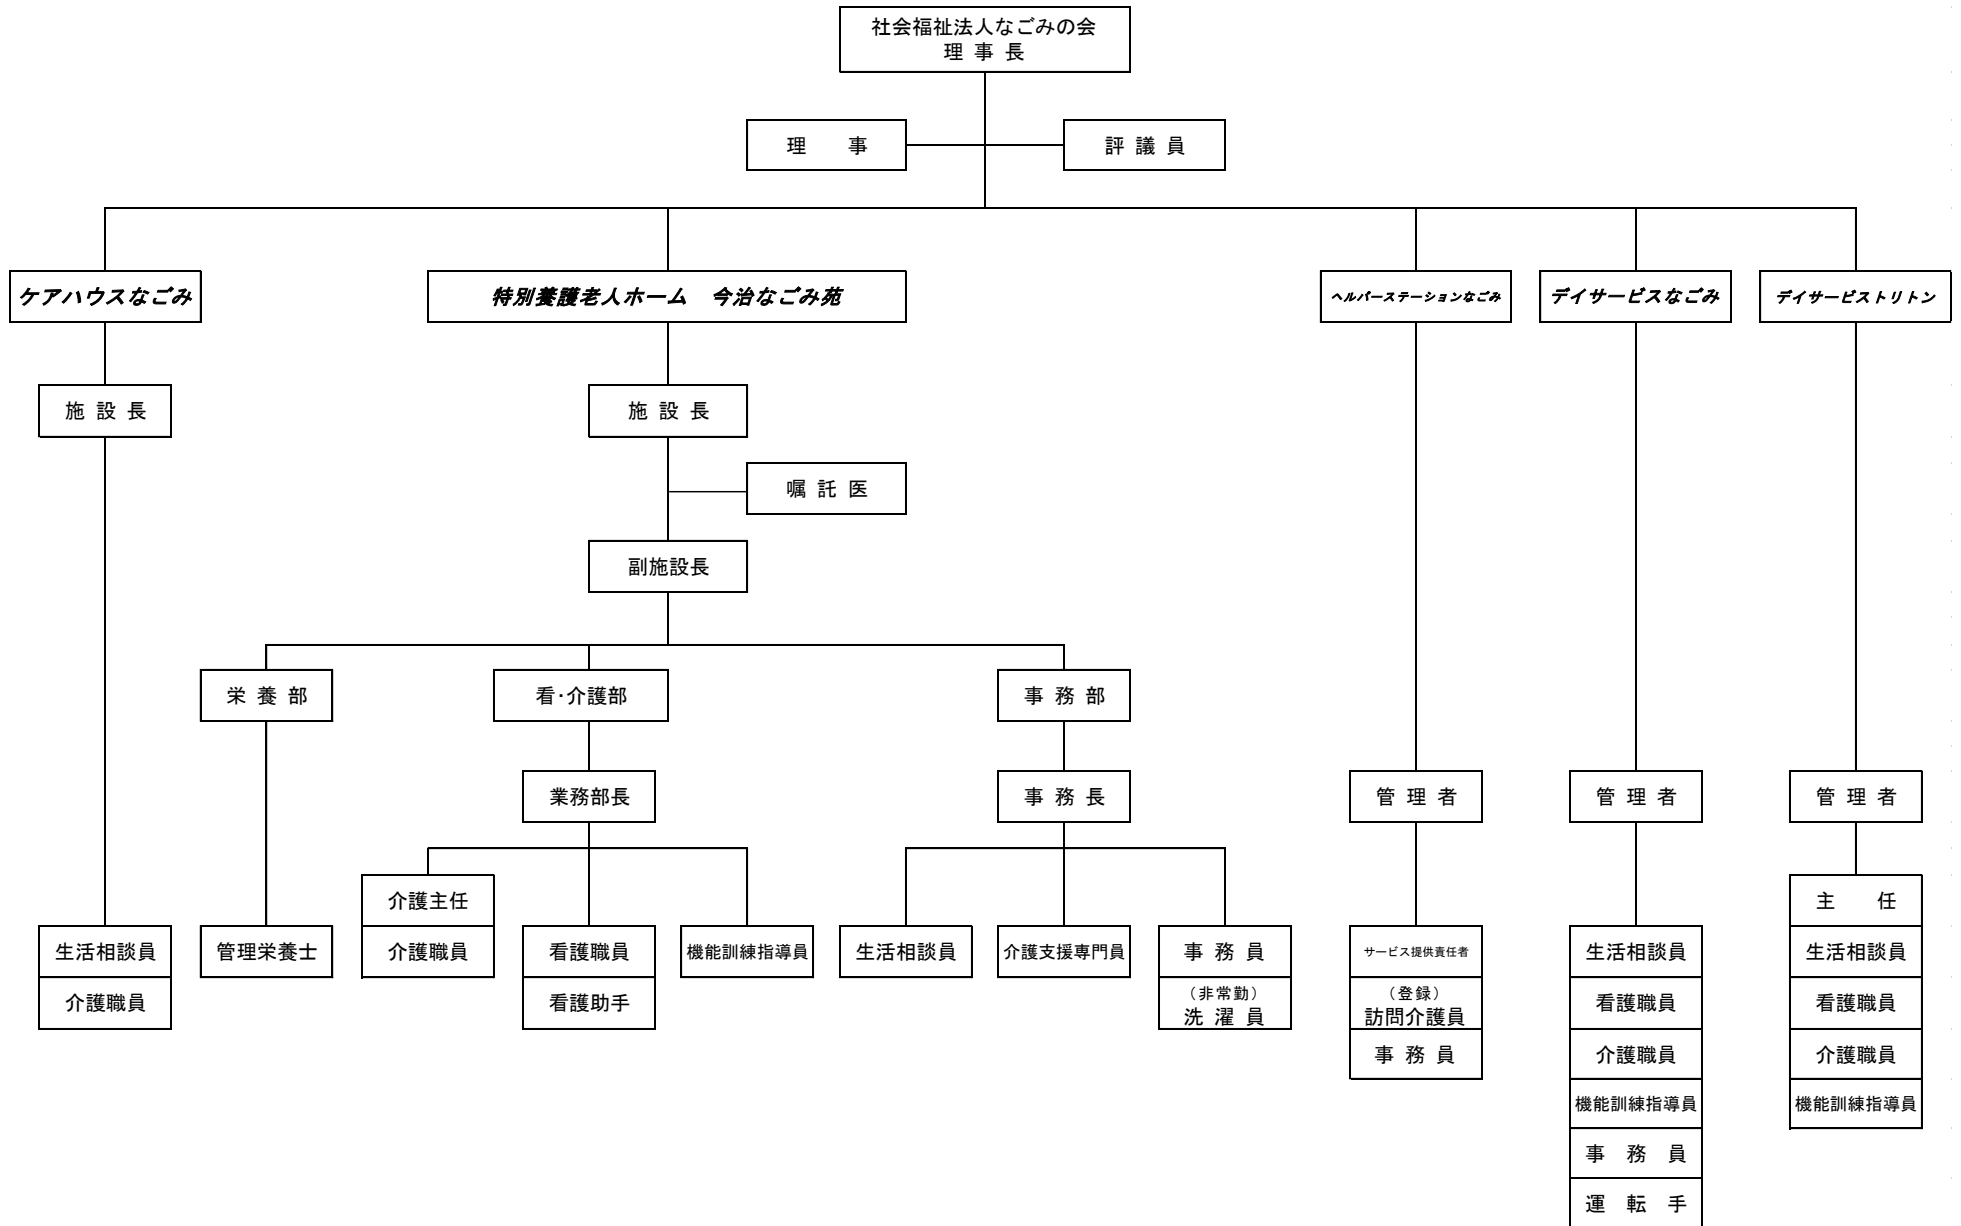 社会福祉法人なごみの会
理 事 長
理　　事
評 議 員
ケアハウスなごみ
特別養護老人ホーム　今治なごみ苑
ヘルパーステーションなごみ
デイサービスなごみ
デイサービストリトン
施 設 長
施 設 長
嘱 託 医
副施設長
栄 養 部
看・介護部
事 務 部
業務部長
事 務 長
管 理 者
管 理 者
管 理 者
介護主任
主　　任
生活相談員
管理栄養士
介護職員
看護職員
機能訓練指導員
生活相談員
介護支援専門員
事 務 員
サービス提供責任者
生活相談員
生活相談員
介護職員
看護助手
（非常勤）
洗 濯 員
（登録）
訪問介護員
看護職員
看護職員
事 務 員
介護職員
介護職員
機能訓練指導員
機能訓練指導員
事　務　員
運　転　手